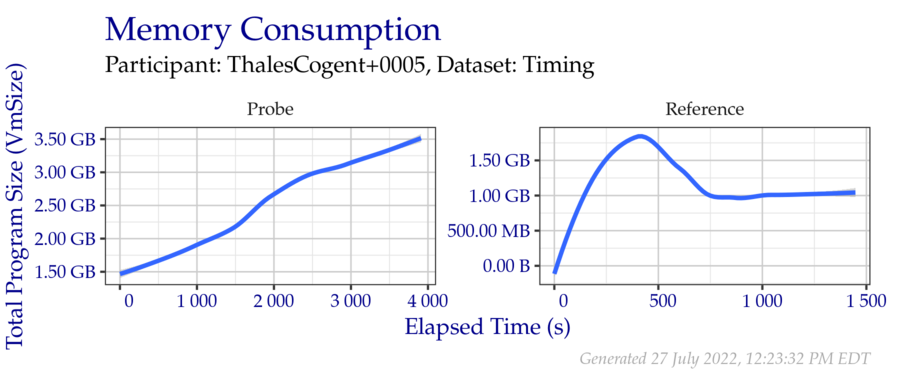 Memory Consumption
Participant: ThalesCogent+0005, Dataset: Timing
Total Program Size (VmSize)
Probe
3.50 GB
3.00 GB
2.50 GB
2.00 GB
1.50 GB
0 1 000 2 000 3 000 4 000
Reference
1.50 GB
1.00 GB
500.00 MB
0.00 B
0 500 1 000 1 500
Elapsed Time (s)
Generated 27 July 2022, 12:23:32 PM EDT